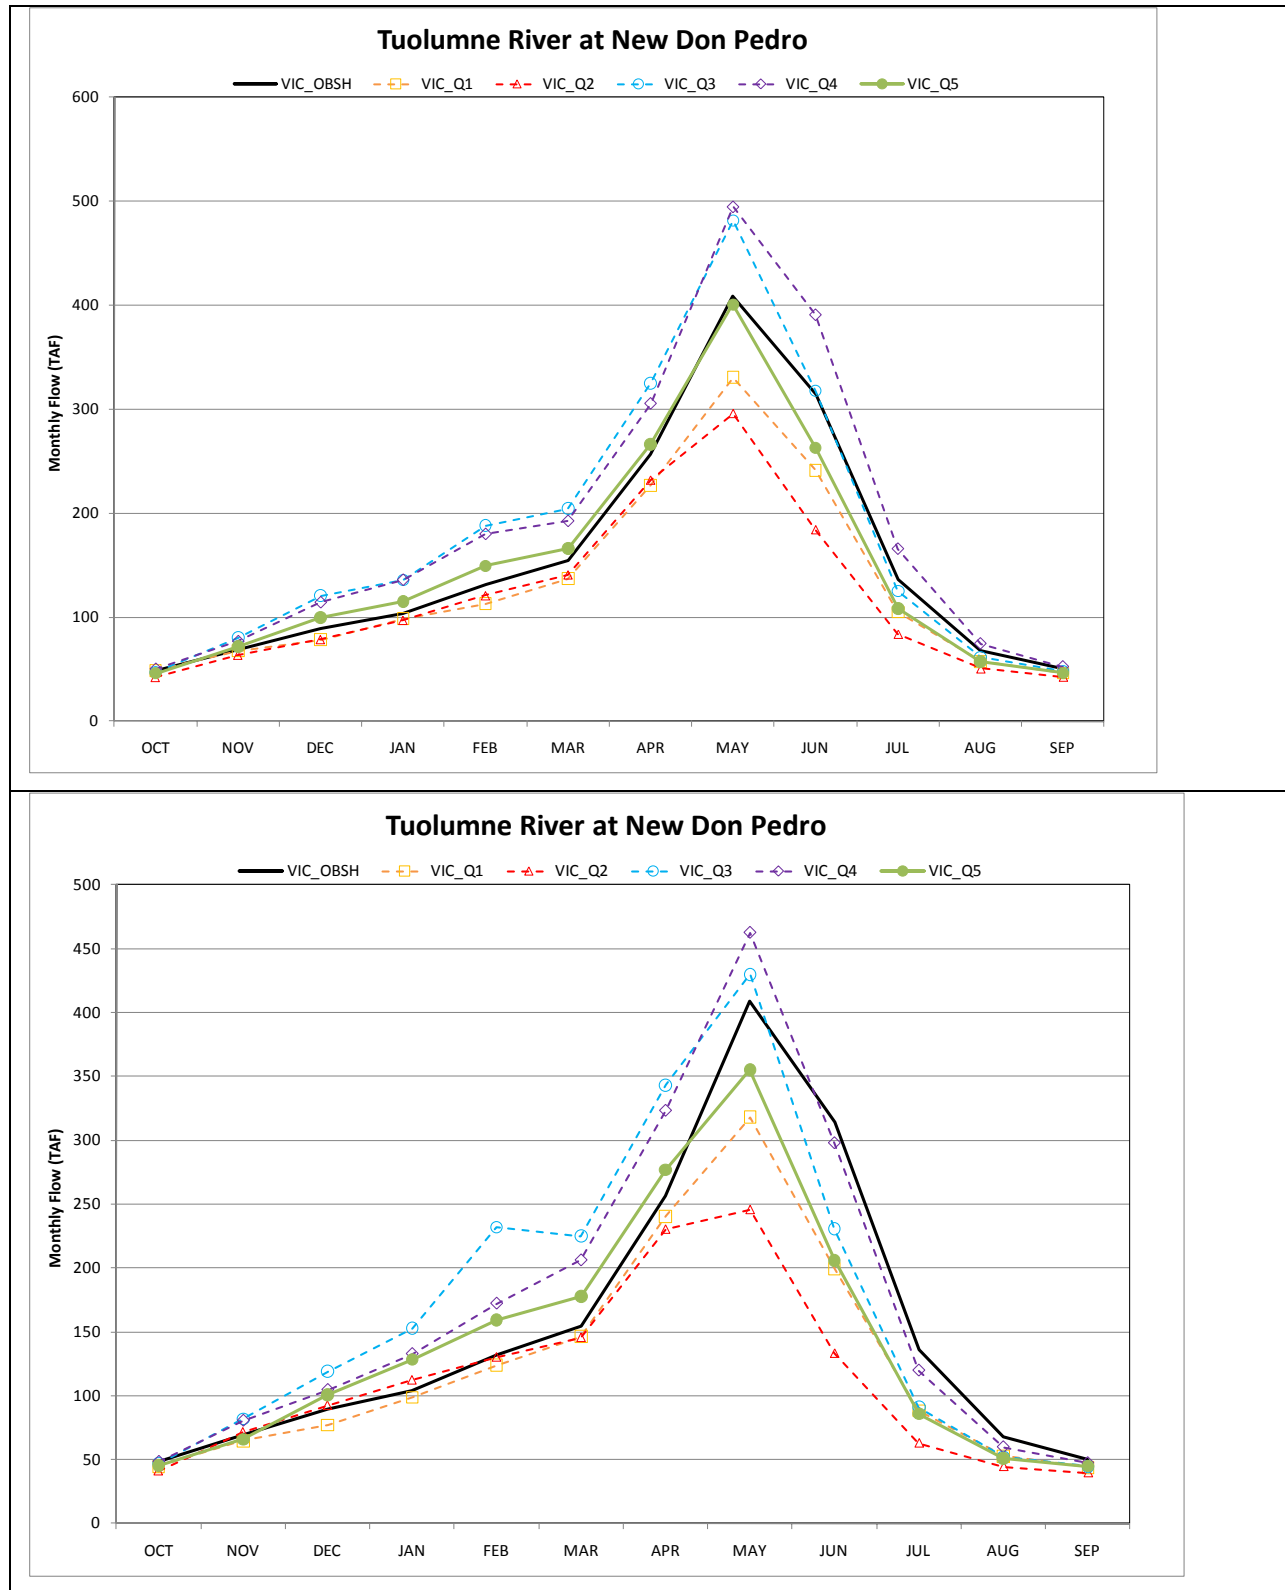 Tuolumne River at New Don Pedro
VIC_OBSH VIC_Q1 VIC_Q2 VIC_Q3 VIC_Q4 VIC_Q5
600
500
400
300
200
100
0
Monthly Flow (TAF)
OCT NOV DEC JAN FEB MAR APR MAY JUN JUL AUG SEP
Tuolumne River at New Don Pedro
VIC_OBSH VIC_Q1 VIC_Q2 VIC_Q3 VIC_Q4 VIC_Q5
500
450
400
350
300
250
200
150
100
50
0
Monthly Flow (TAF)
OCT NOV DEC JAN FEB MAR APR MAY JUN JUL AUG SEP